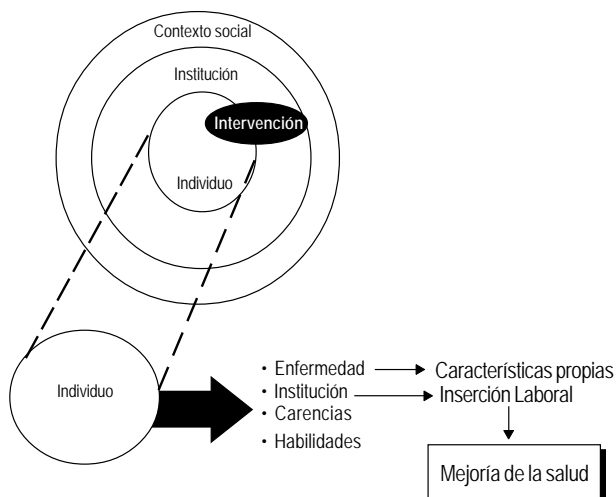 Contexto social
Institución
Intervención
Individuo
Individuo
· Enfermedad
Características propias
· Institución
Inserción Laboral
· Carencias
· Habilidades
Mejoría de la salud